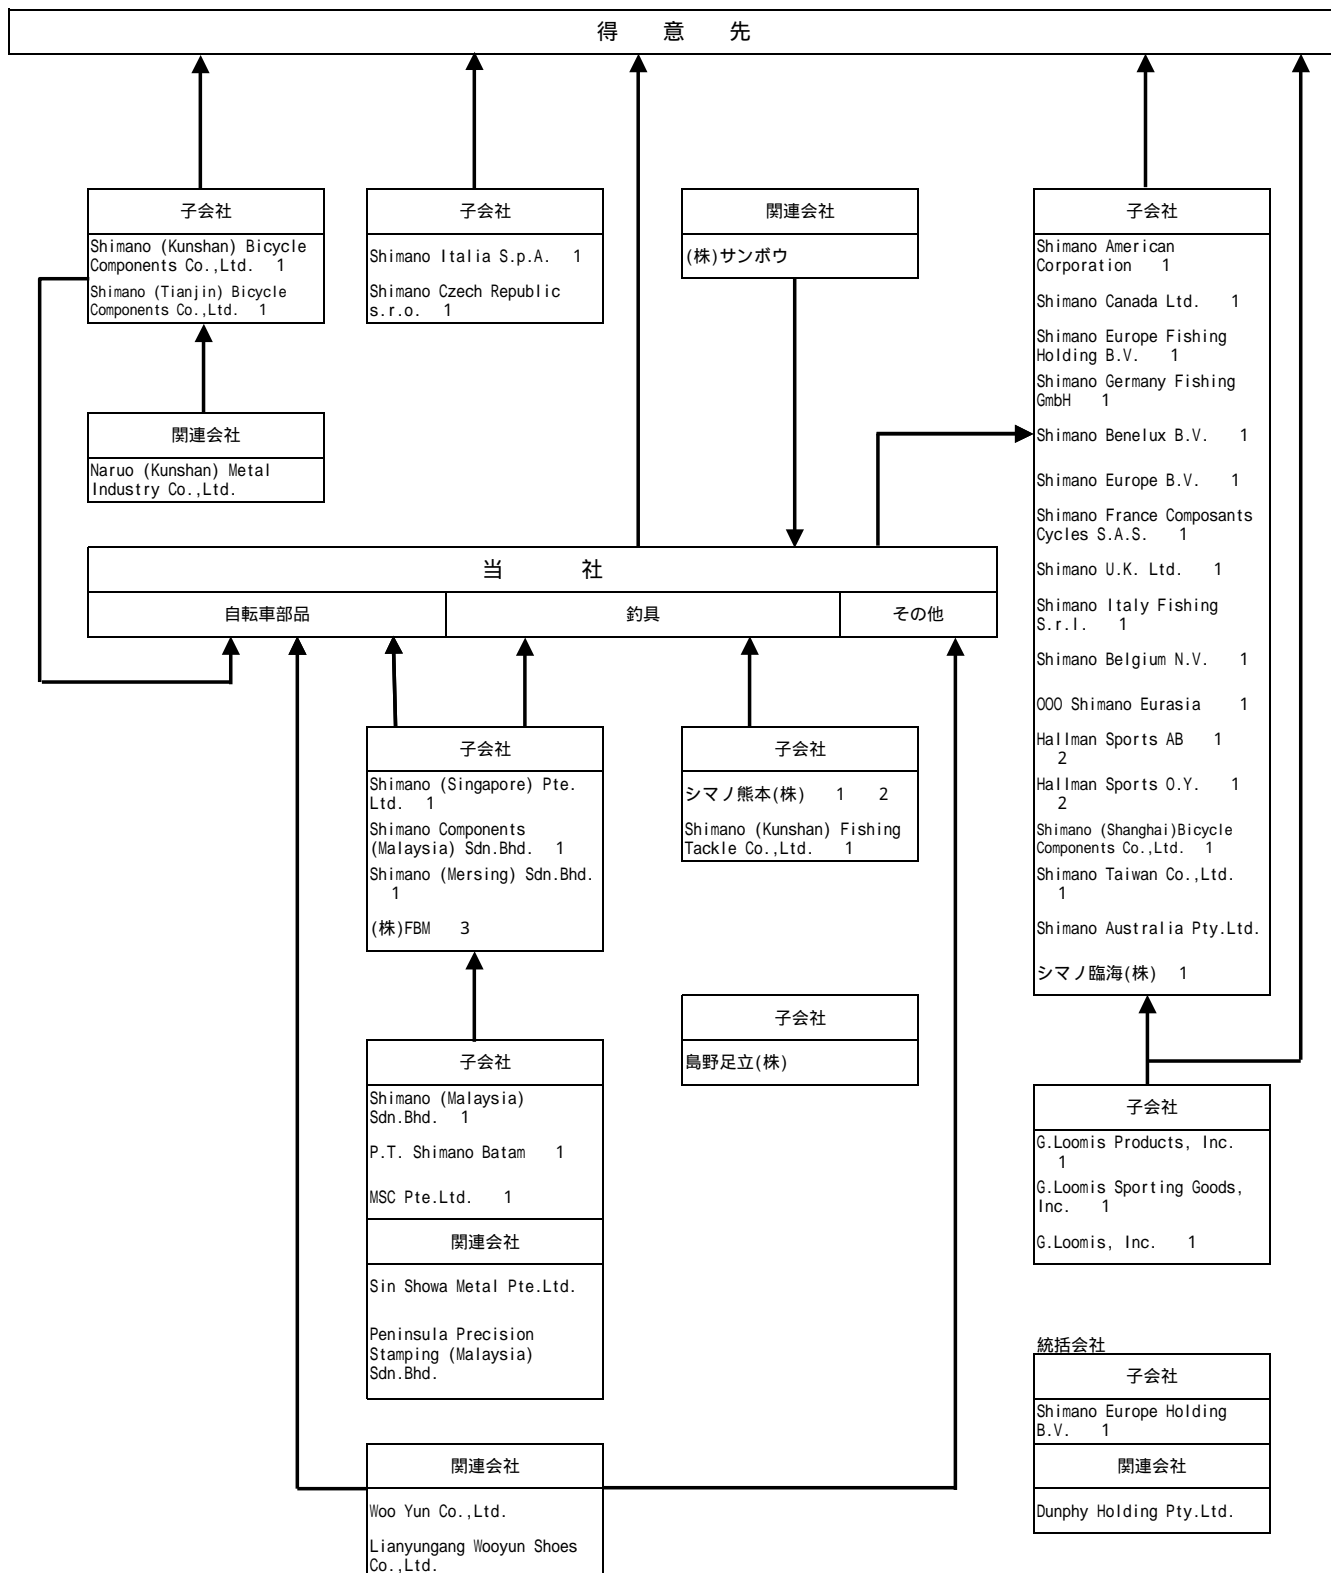 得 意 先
子会社
Shimano (Kunshan) Bicycle
Components Co.,Ltd. 1
Shimano (Tianjin) Bicycle
Components Co.,Ltd. 1
関連会社
Naruo (Kunshan) Metal
Industry Co.,Ltd.
子会社
Shimano Italia S.p.A. 1
Shimano Czech Republic
s.r.o. 1
関連会社
(株)サンボウ
子会社
Shimano American
Corporation 1
Shimano Canada Ltd. 1
Shimano Europe Fishing
Holding B.V. 1
Shimano Germany Fishing
GmbH 1
Shimano Benelux B.V. 1
Shimano Europe B.V. 1
Shimano France Composants
Cycles S.A.S. 1
Shimano U.K. Ltd. 1
Shimano Italy Fishing
S.r.l. 1
Shimano Belgium N.V. 1
OOO Shimano Eurasia 1
Hallman Sports AB 1
2
Hallman Sports O.Y. 1
2
Shimano (Shanghai)Bicycle
Components Co.,Ltd. 1
Shimano Taiwan Co.,Ltd.
1
Shimano Australia Pty.Ltd.
シマノ臨海(株) 1
当 社
自転車部品 釣具 その他
子会社
Shimano (Singapore) Pte.
Ltd. 1
Shimano Components
(Malaysia) Sdn.Bhd. 1
Shimano (Mersing) Sdn.Bhd.
1
(株)FBM 3
子会社
シマノ熊本(株) 1 2
Shimano (Kunshan) Fishing
Tackle Co.,Ltd. 1
子会社
島野足立(株)
子会社
Shimano (Malaysia)
Sdn.Bhd. 1
P.T. Shimano Batam 1
MSC Pte.Ltd. 1
関連会社
Sin Showa Metal Pte.Ltd.
Peninsula Precision
Stamping (Malaysia)
Sdn.Bhd.
子会社
G.Loomis Products, Inc.
1
G.Loomis Sporting Goods,
Inc. 1
G.Loomis, Inc. 1
統括会社
子会社
Shimano Europe Holding
B.V. 1
関連会社
Dunphy Holding Pty.Ltd.
関連会社
Woo Yun Co.,Ltd.
Lianyungang Wooyun Shoes
Co.,Ltd.